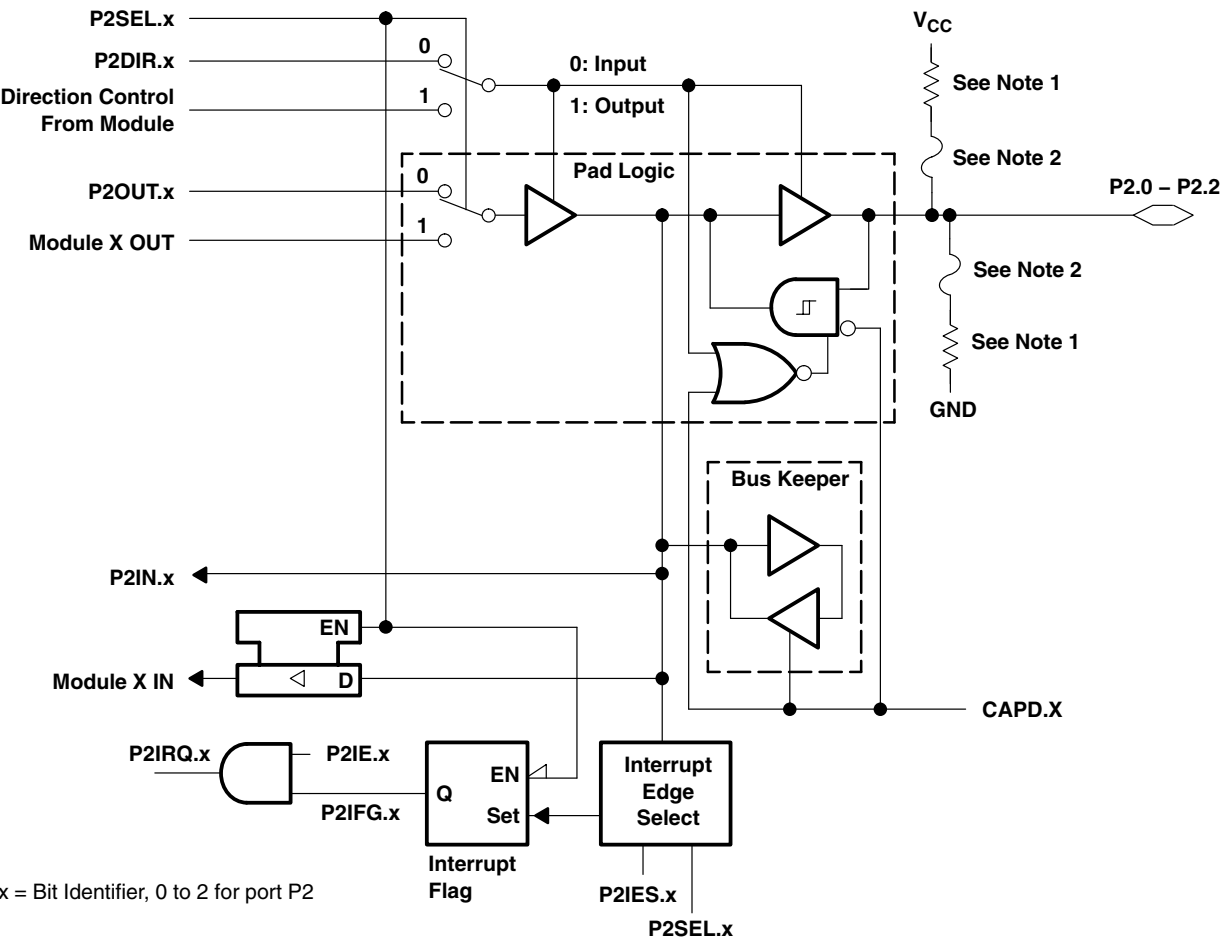 P2SEL.x
P2DIR.x
0
0: Input
Direction Control
From Module
1
1: Output
VCC
See Note 1
See Note 2
Pad Logic
P2OUT.x
0
P2.0 – P2.2
Module X OUT
1
See Note 2
See Note 1
GND
Bus Keeper
P2IN.x
EN
Module X IN
D
CAPD.X
P2IRQ.x
P2IE.x
P2IFG.x
Q
EN
Set
Interrupt
Edge
Select
Interrupt
Flag
P2IES.x
P2SEL.x
x = Bit Identifier, 0 to 2 for port P2